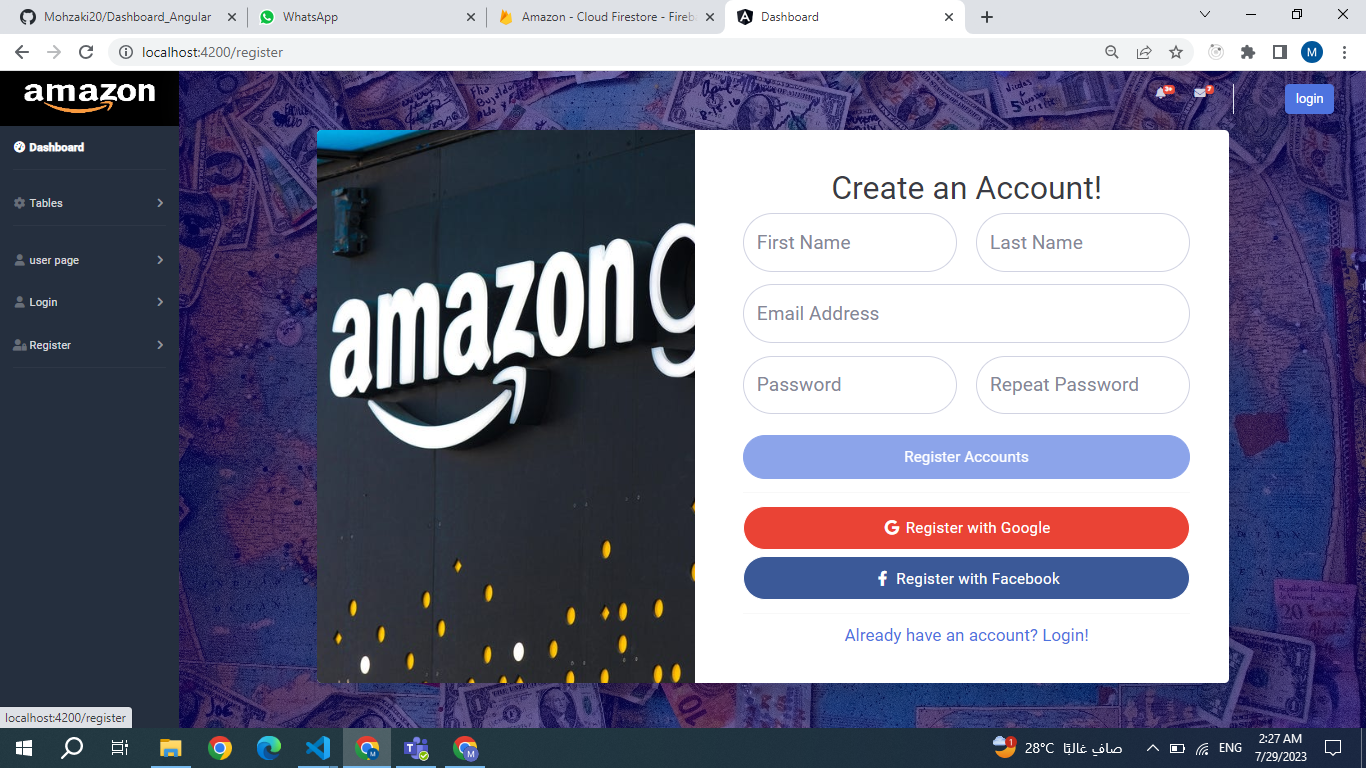 Mohzaki20/Dashboard_Angular
WhatsApp
Amazon - Cloud Firestore - Fireb
Dashboard
localhost:4200/register
M
amazon
3+
7
login
Dashboard
Tables
user page
Login
Register
amazon
Create an Account!
First Name
Last Name
Email Address
Password
Repeat Password
Register Accounts
G Register with Google
f Register with Facebook
Already have an account? Login!
localhost:4200/register
1
28°C صافٍ غالبًا
ENG
2:27 AM
7/29/2023